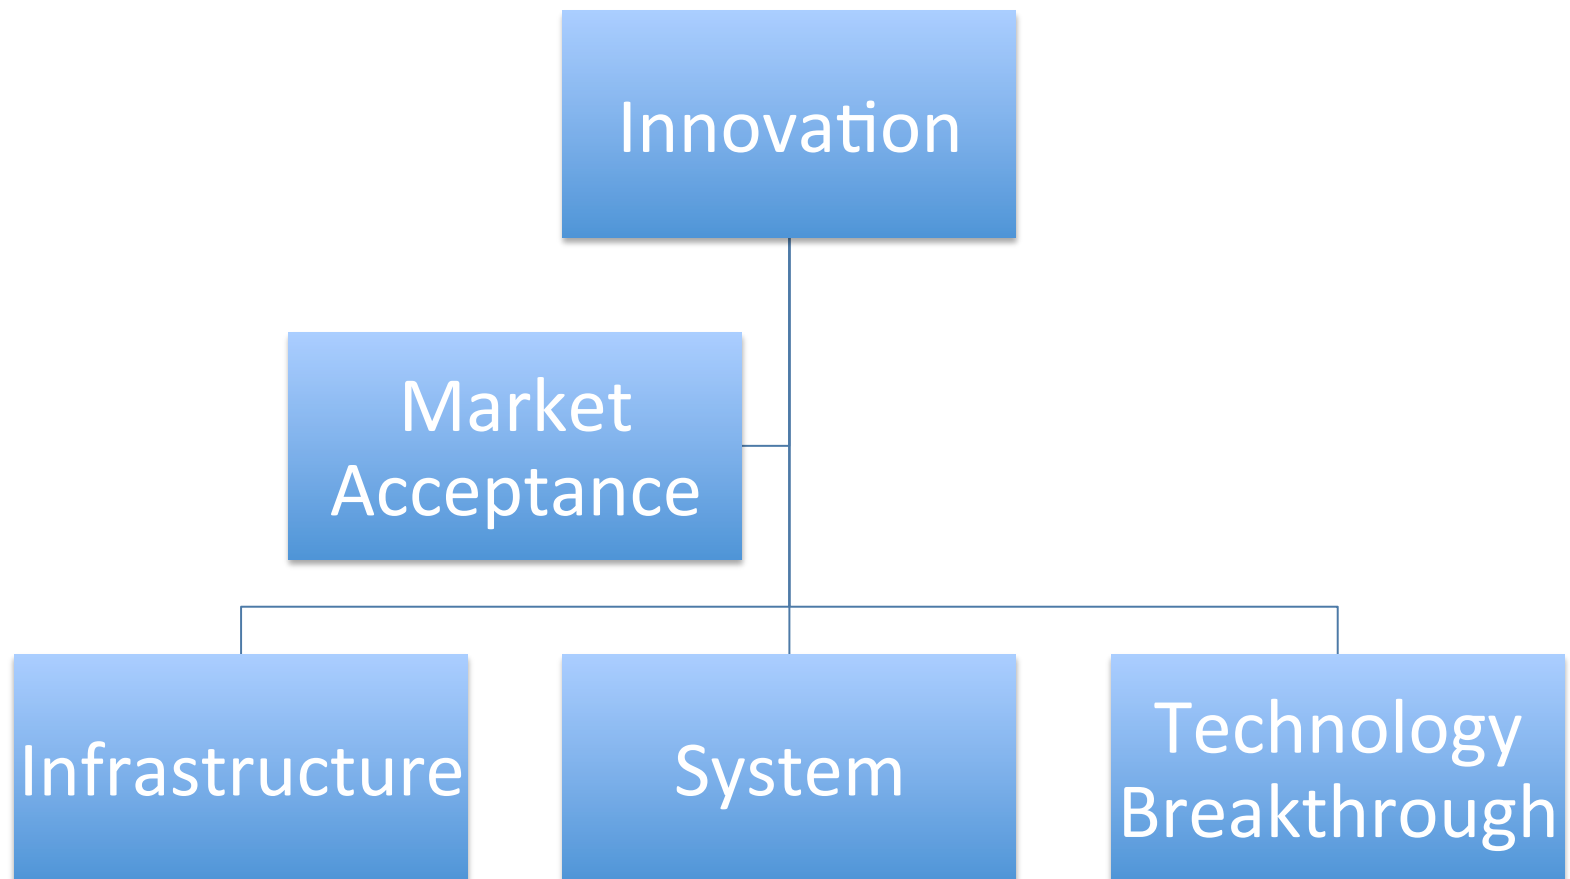 Innovation
Market
Acceptance
Infrastructure
System
Technology
Breakthrough